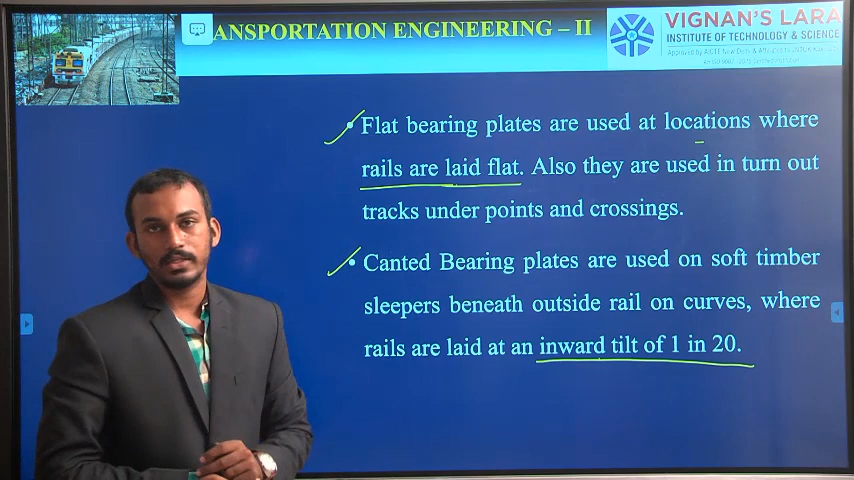 ANSPORTATION ENGINEERING – II
VIGNAN'S LARA
INSTITUTE OF TECHNOLOGY & SCIENCE
• Flat bearing plates are used at locations where
rails are laid flat. Also they are used in turn out
tracks under points and crossings.
• Canted Bearing plates are used on soft timber
sleepers beneath outside rail on curves, where
rails are laid at an inward tilt of 1 in 20.